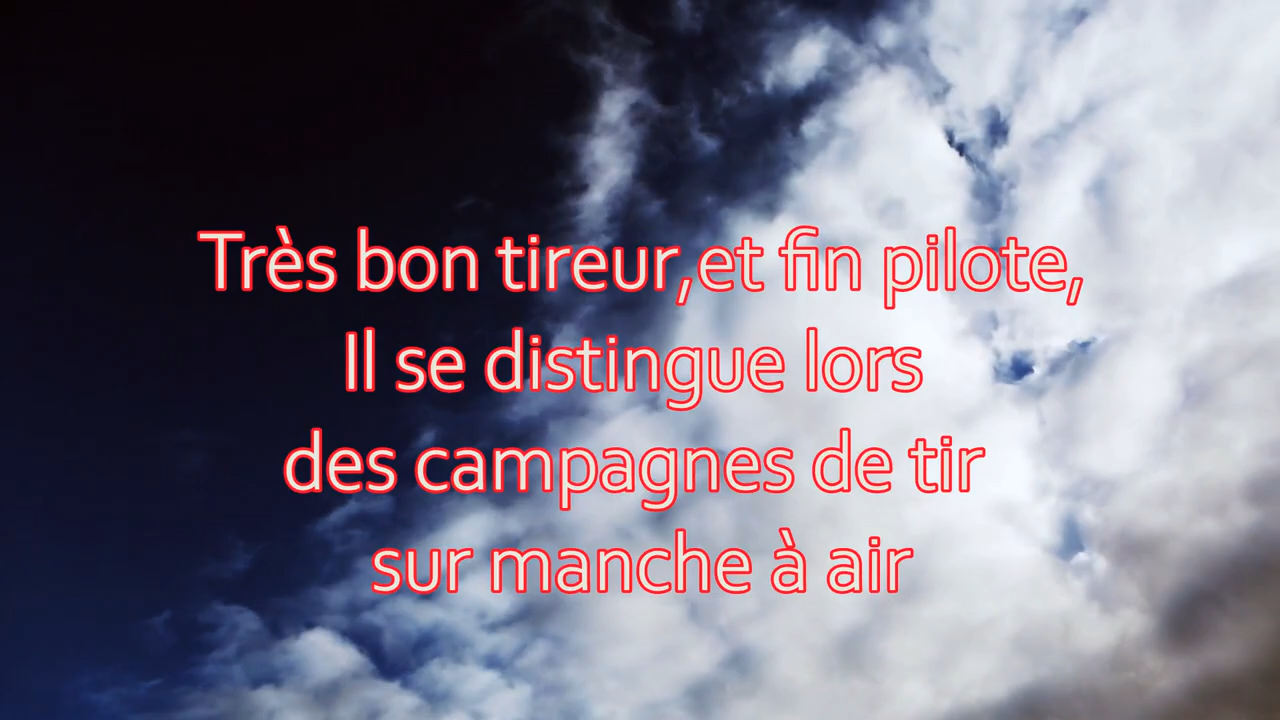 Très bon tireur,et fin pilote,
Il se distingue lors
des campagnes de tir
sur manche à air